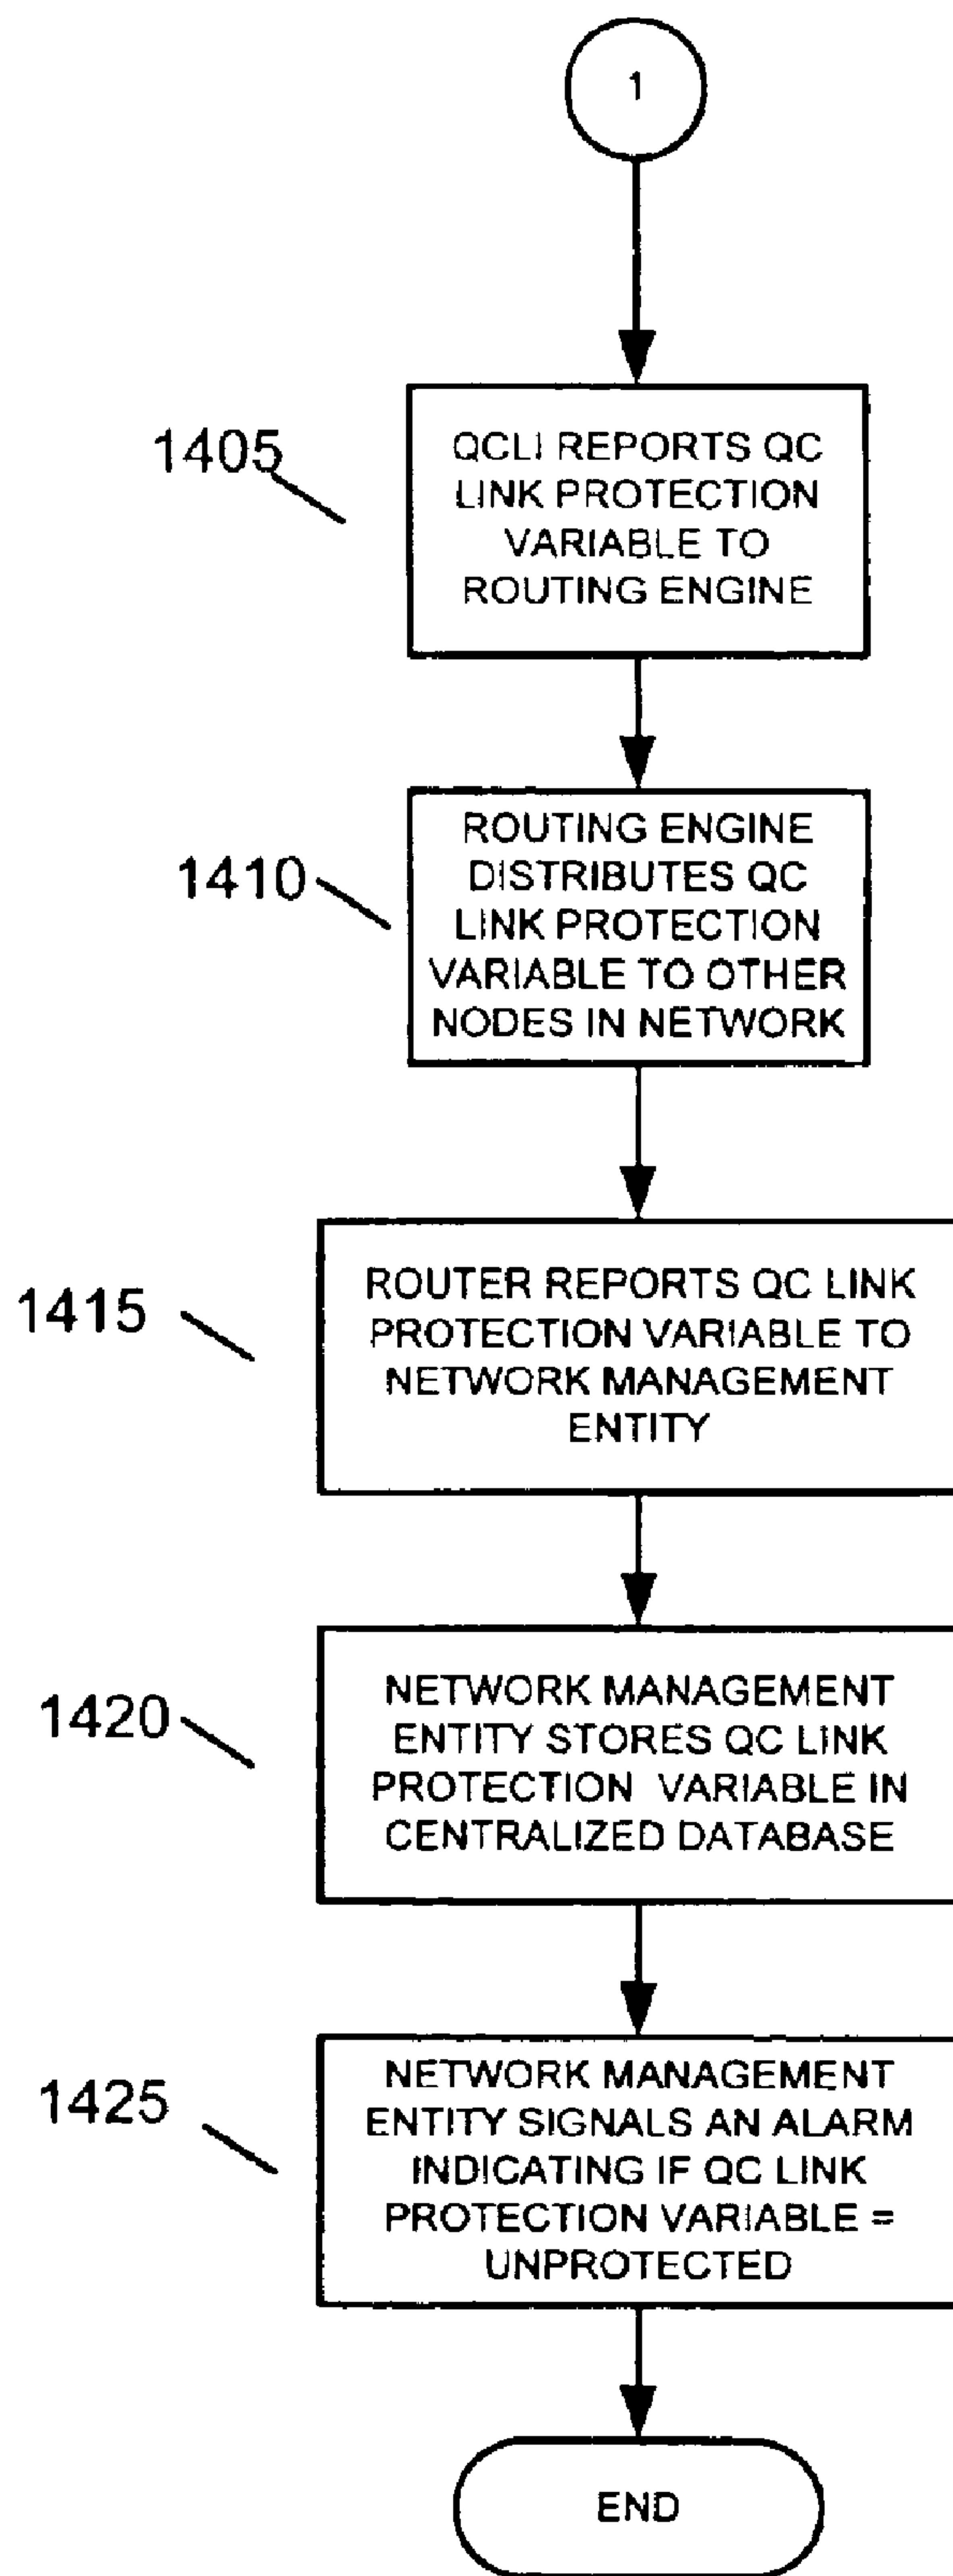 1
1405
QCLI REPORTS QC
LINK PROTECTION
VARIABLE TO
ROUTING ENGINE
1410
ROUTING ENGINE
DISTRIBUTES QC
LINK PROTECTION
VARIABLE TO OTHER
NODES IN NETWORK
1415
ROUTER REPORTS QC LINK
PROTECTION VARIABLE TO
NETWORK MANAGEMENT
ENTITY
1420
NETWORK MANAGEMENT
ENTITY STORES QC LINK
PROTECTION VARIABLE IN
CENTRALIZED DATABASE
1425
NETWORK MANAGEMENT
ENTITY SIGNALS AN ALARM
INDICATING IF QC LINK
PROTECTION VARIABLE =
UNPROTECTED
END